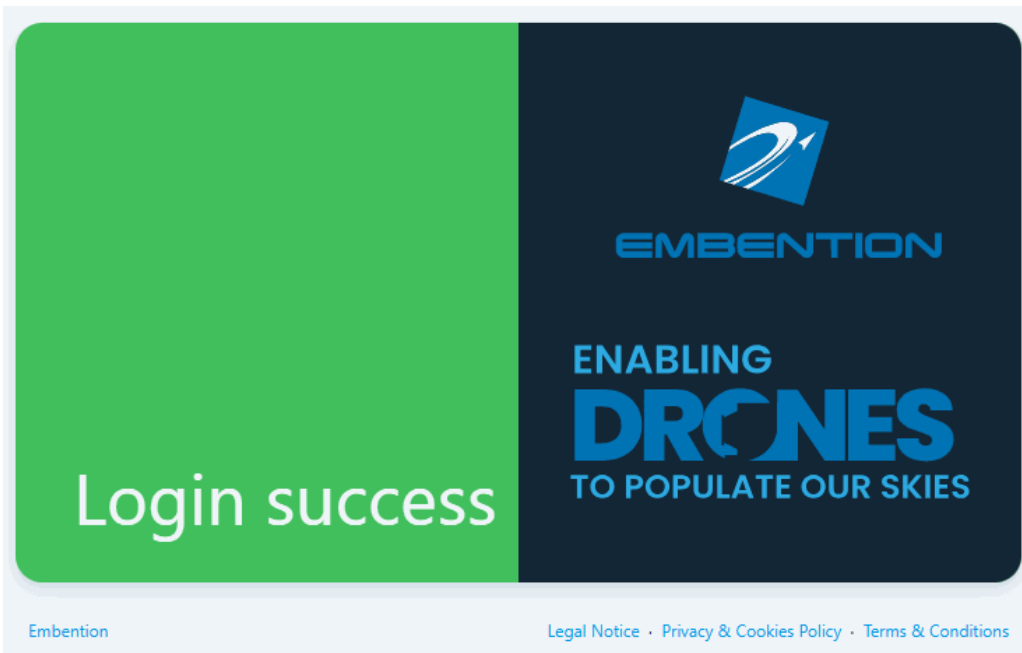 Login success
EMBENTION
ENABLING
DRONES
TO POPULATE OUR SKIES
Embention
Legal Notice · Privacy & Cookies Policy · Terms & Conditions